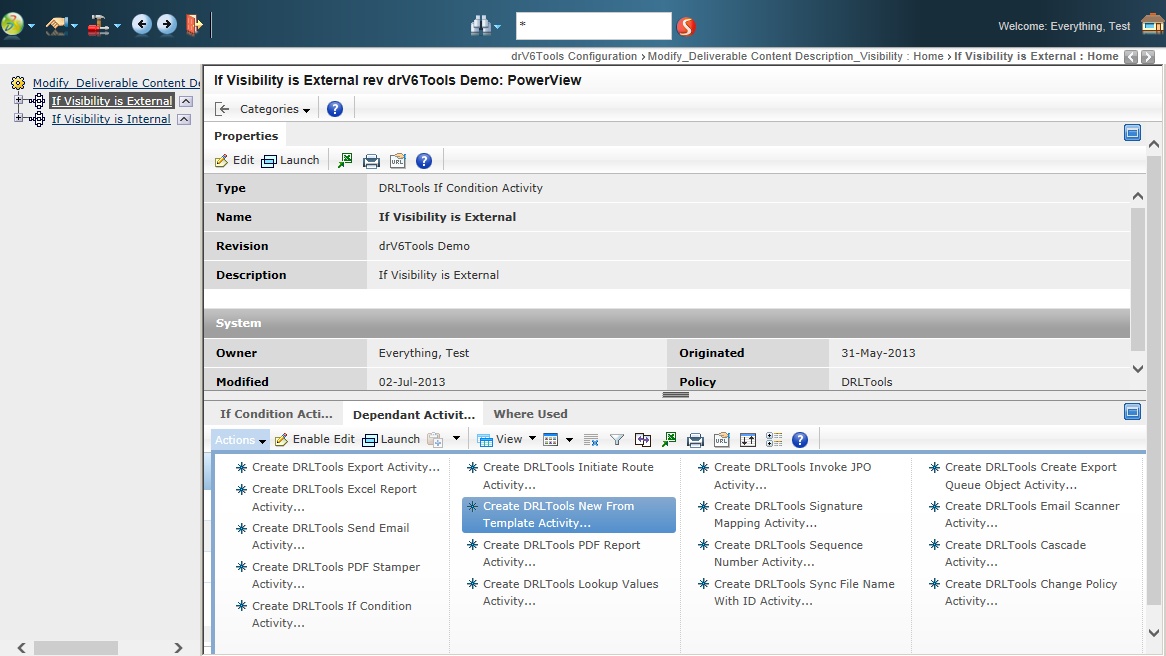 *
Welcome: Everything, Test
drV6Tools Configuration › Modify_Deliverable Content Description_Visibility : Home › If Visibility is External : Home
Modify_Deliverable Content De
If Visibility is External
If Visibility is Internal
If Visibility is External rev drV6Tools Demo: PowerView
Categories
Properties
Edit Launch
Type DRLTools If Condition Activity
Name If Visibility is External
Revision drV6Tools Demo
Description If Visibility is External
System
Owner Everything, Test Originated 31-May-2013
Modified 02-Jul-2013 Policy DRLTools
If Condition Acti... Dependant Activit... Where Used
Actions Enable Edit Launch View
Create DRLTools Export Activity...
Create DRLTools Excel Report
Activity...
Create DRLTools Send Email
Activity...
Create DRLTools PDF Stamper
Activity...
Create DRLTools If Condition
Activity...
Create DRLTools Initiate Route
Activity...
Create DRLTools New From
Template Activity...
Create DRLTools PDF Report
Activity...
Create DRLTools Lookup Values
Activity...
Create DRLTools Invoke JPO
Activity...
Create DRLTools Signature
Mapping Activity...
Create DRLTools Sequence
Number Activity...
Create DRLTools Sync File Name
With ID Activity...
Create DRLTools Create Export
Queue Object Activity...
Create DRLTools Email Scanner
Activity...
Create DRLTools Cascade
Activity...
Create DRLTools Change Policy
Activity...